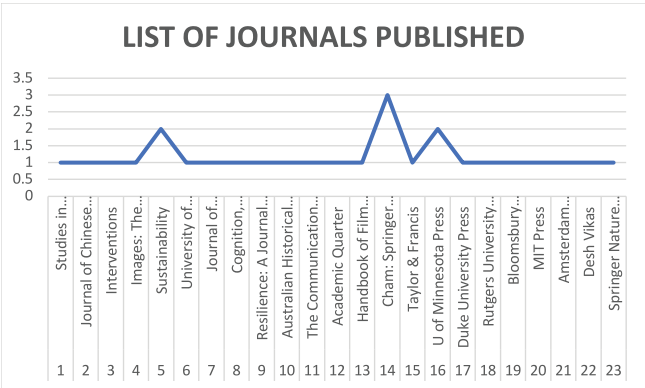 LIST OF JOURNALS PUBLISHED
3.5
3
2.5
2
1.5
1
0.5
0
Studies in...
Journal of Chinese...
Interventions
Images: The...
Sustainability
University of...
Journal of...
Cognition,...
Resilience: A Journal...
Australian Historical...
The Communication...
Academic Quarter
Handbook of Film...
Cham: Springer...
Taylor & Francis
U of Minnesota Press
Duke University Press
Rutgers University...
Bloomsbury...
MIT Press
Amsterdam...
Desh Vikas
Springer Nature...
1 2 3 4 5 6 7 8 9 10 11 12 13 14 15 16 17 18 19 20 21 22 23